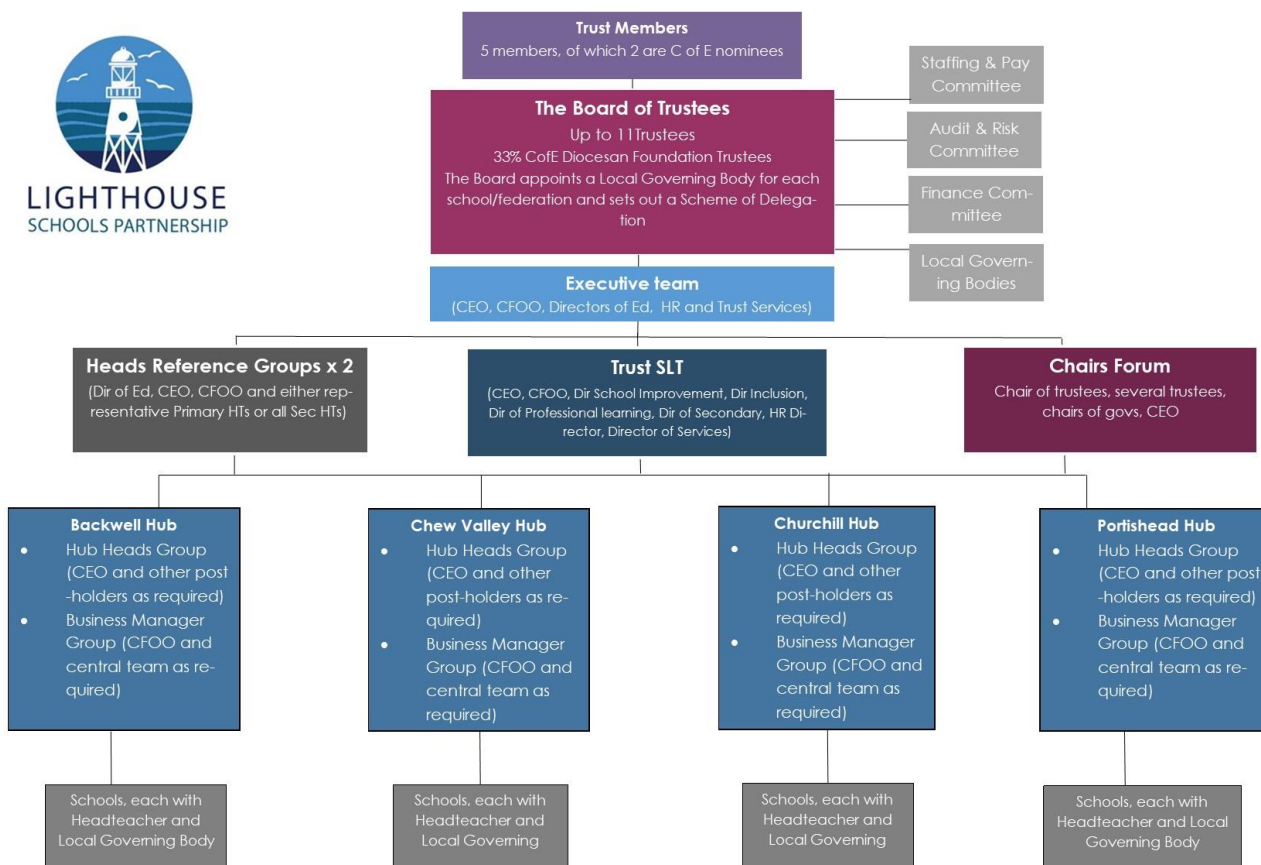 Trust Members
5 members, of which 2 are C of E nominees
LIGHTHOUSE
SCHOOLS PARTNERSHIP
The Board of Trustees
Up to 11Trustees
33% CofE Diocesan Foundation Trustees
The Board appoints a Local Governing Body for each
school/federation and sets out a Scheme of Delega-
tion
Staffing & Pay
Committee
Audit & Risk
Committee
Finance Com-
mittee
Local Govern-
ing Bodies
Executive team
(CEO, CFOO, Directors of Ed, HR and Trust Services)
Heads Reference Groups x 2
(Dir of Ed, CEO, CFOO and either rep-
resentative Primary HTs or all Sec HTs)
Trust SLT
(CEO, CFOO, Dir School Improvement, Dir Inclusion,
Dir of Professional learning, Dir of Secondary, HR Di-
rector, Director of Services)
Chairs Forum
Chair of trustees, several trustees,
chairs of govs, CEO
Backwell Hub
• Hub Heads Group
(CEO and other post
-holders as required)
• Business Manager
Group (CFOO and
central team as re-
quired)
Chew Valley Hub
• Hub Heads Group
(CEO and other
post-holders as re-
quired)
• Business Manager
Group (CFOO and
central team as
required)
Churchill Hub
• Hub Heads Group
(CEO and other
post-holders as
required)
• Business Manager
Group (CFOO and
central team as
required)
Portishead Hub
• Hub Heads Group
(CEO and other post
-holders as required)
• Business Manager
Group (CFOO and
central team as re-
quired)
Schools, each with
Headteacher and
Local Governing Body
Schools, each with
Headteacher and
Local Governing
Schools, each with
Headteacher and
Local Governing
Schools, each with
Headteacher and Local
Governing Body